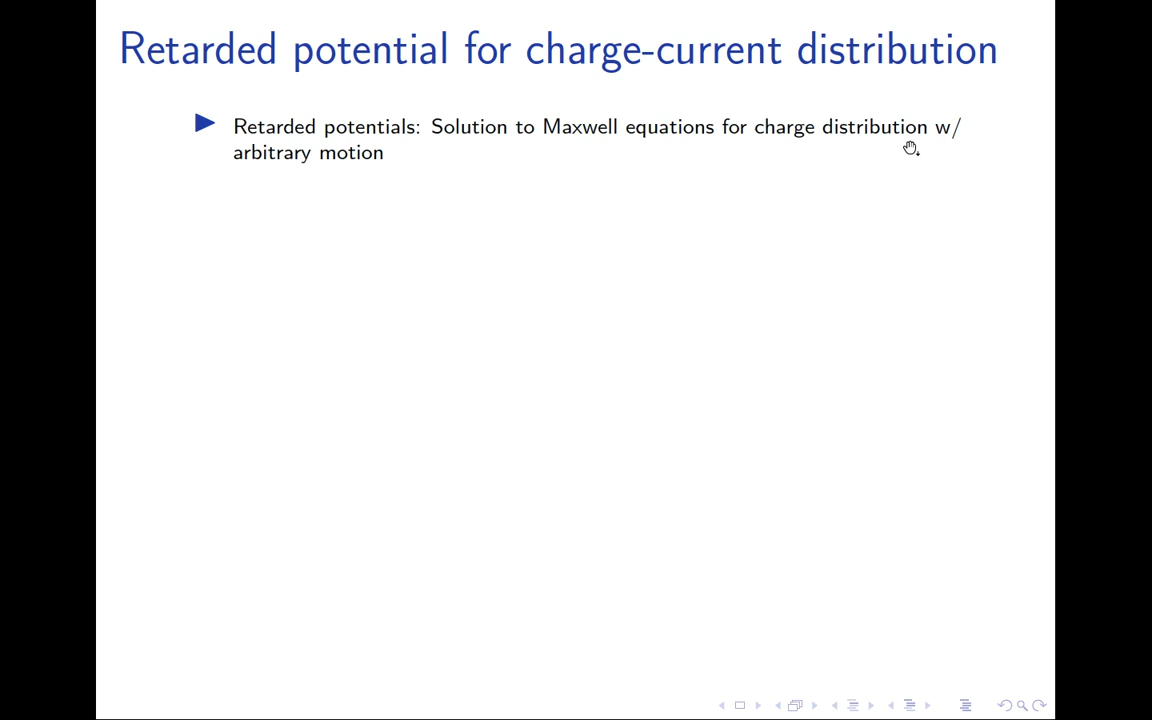 Retarded potential for charge-current distribution
Retarded potentials: Solution to Maxwell equations for charge distribution w/
arbitrary motion